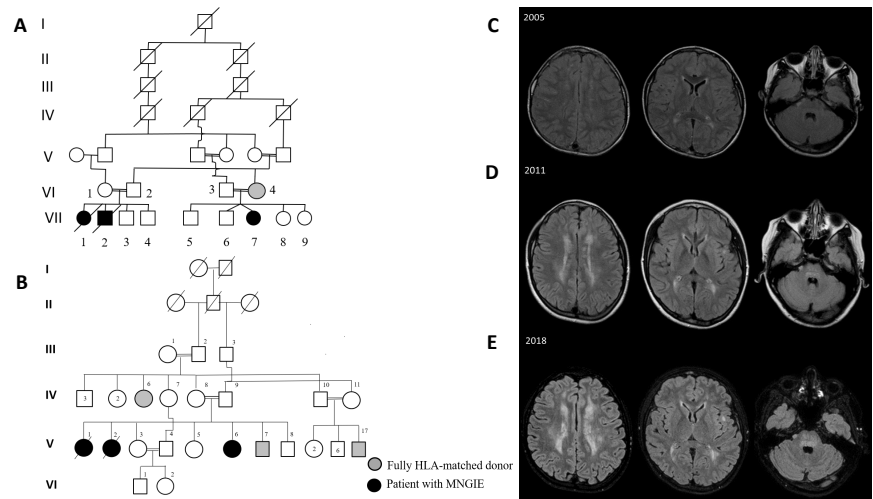 A
I
II
III
IV
V
VI 1 2 3 4
VII
1 2 3 4 5 6 7 8 9
B
I
II
III 1 2 3
IV 3 2 6 7 8 9 10 11
V 1 2 3 4 5 6 7 8 2 6 17
VI 1 2
Fully HLA-matched donor
Patient with MNGIE
C
2005
D
2011
E
2018